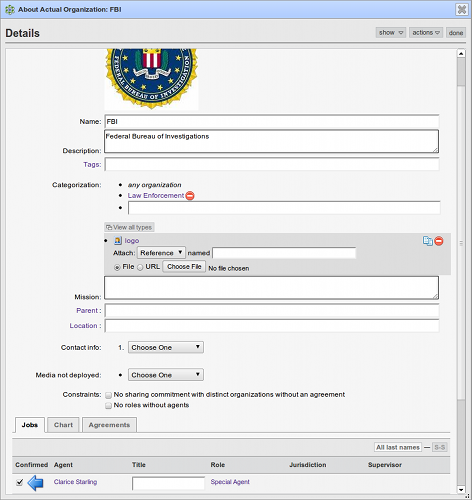 About Actual Organization: FBI
Details
show actions done
FEDERAL BUREAU OF INVESTIGATION
Name: FBI
Description: Federal Bureau of Investigations
Tags:
Categorization: • any organization
• Law Enforcement
•
View all types
• logo
Attach: Reference named
File URL Choose File No file chosen
Mission:
Parent :
Location :
Contact info: 1. Choose One
Media not deployed: • Choose One
Constraints: No sharing commitment with distinct organizations without an agreement
No roles without agents
Jobs Chart Agreements
All last names — S-S
Confirmed Agent Title Role Jurisdiction Supervisor
Clarice Starling Special Agent